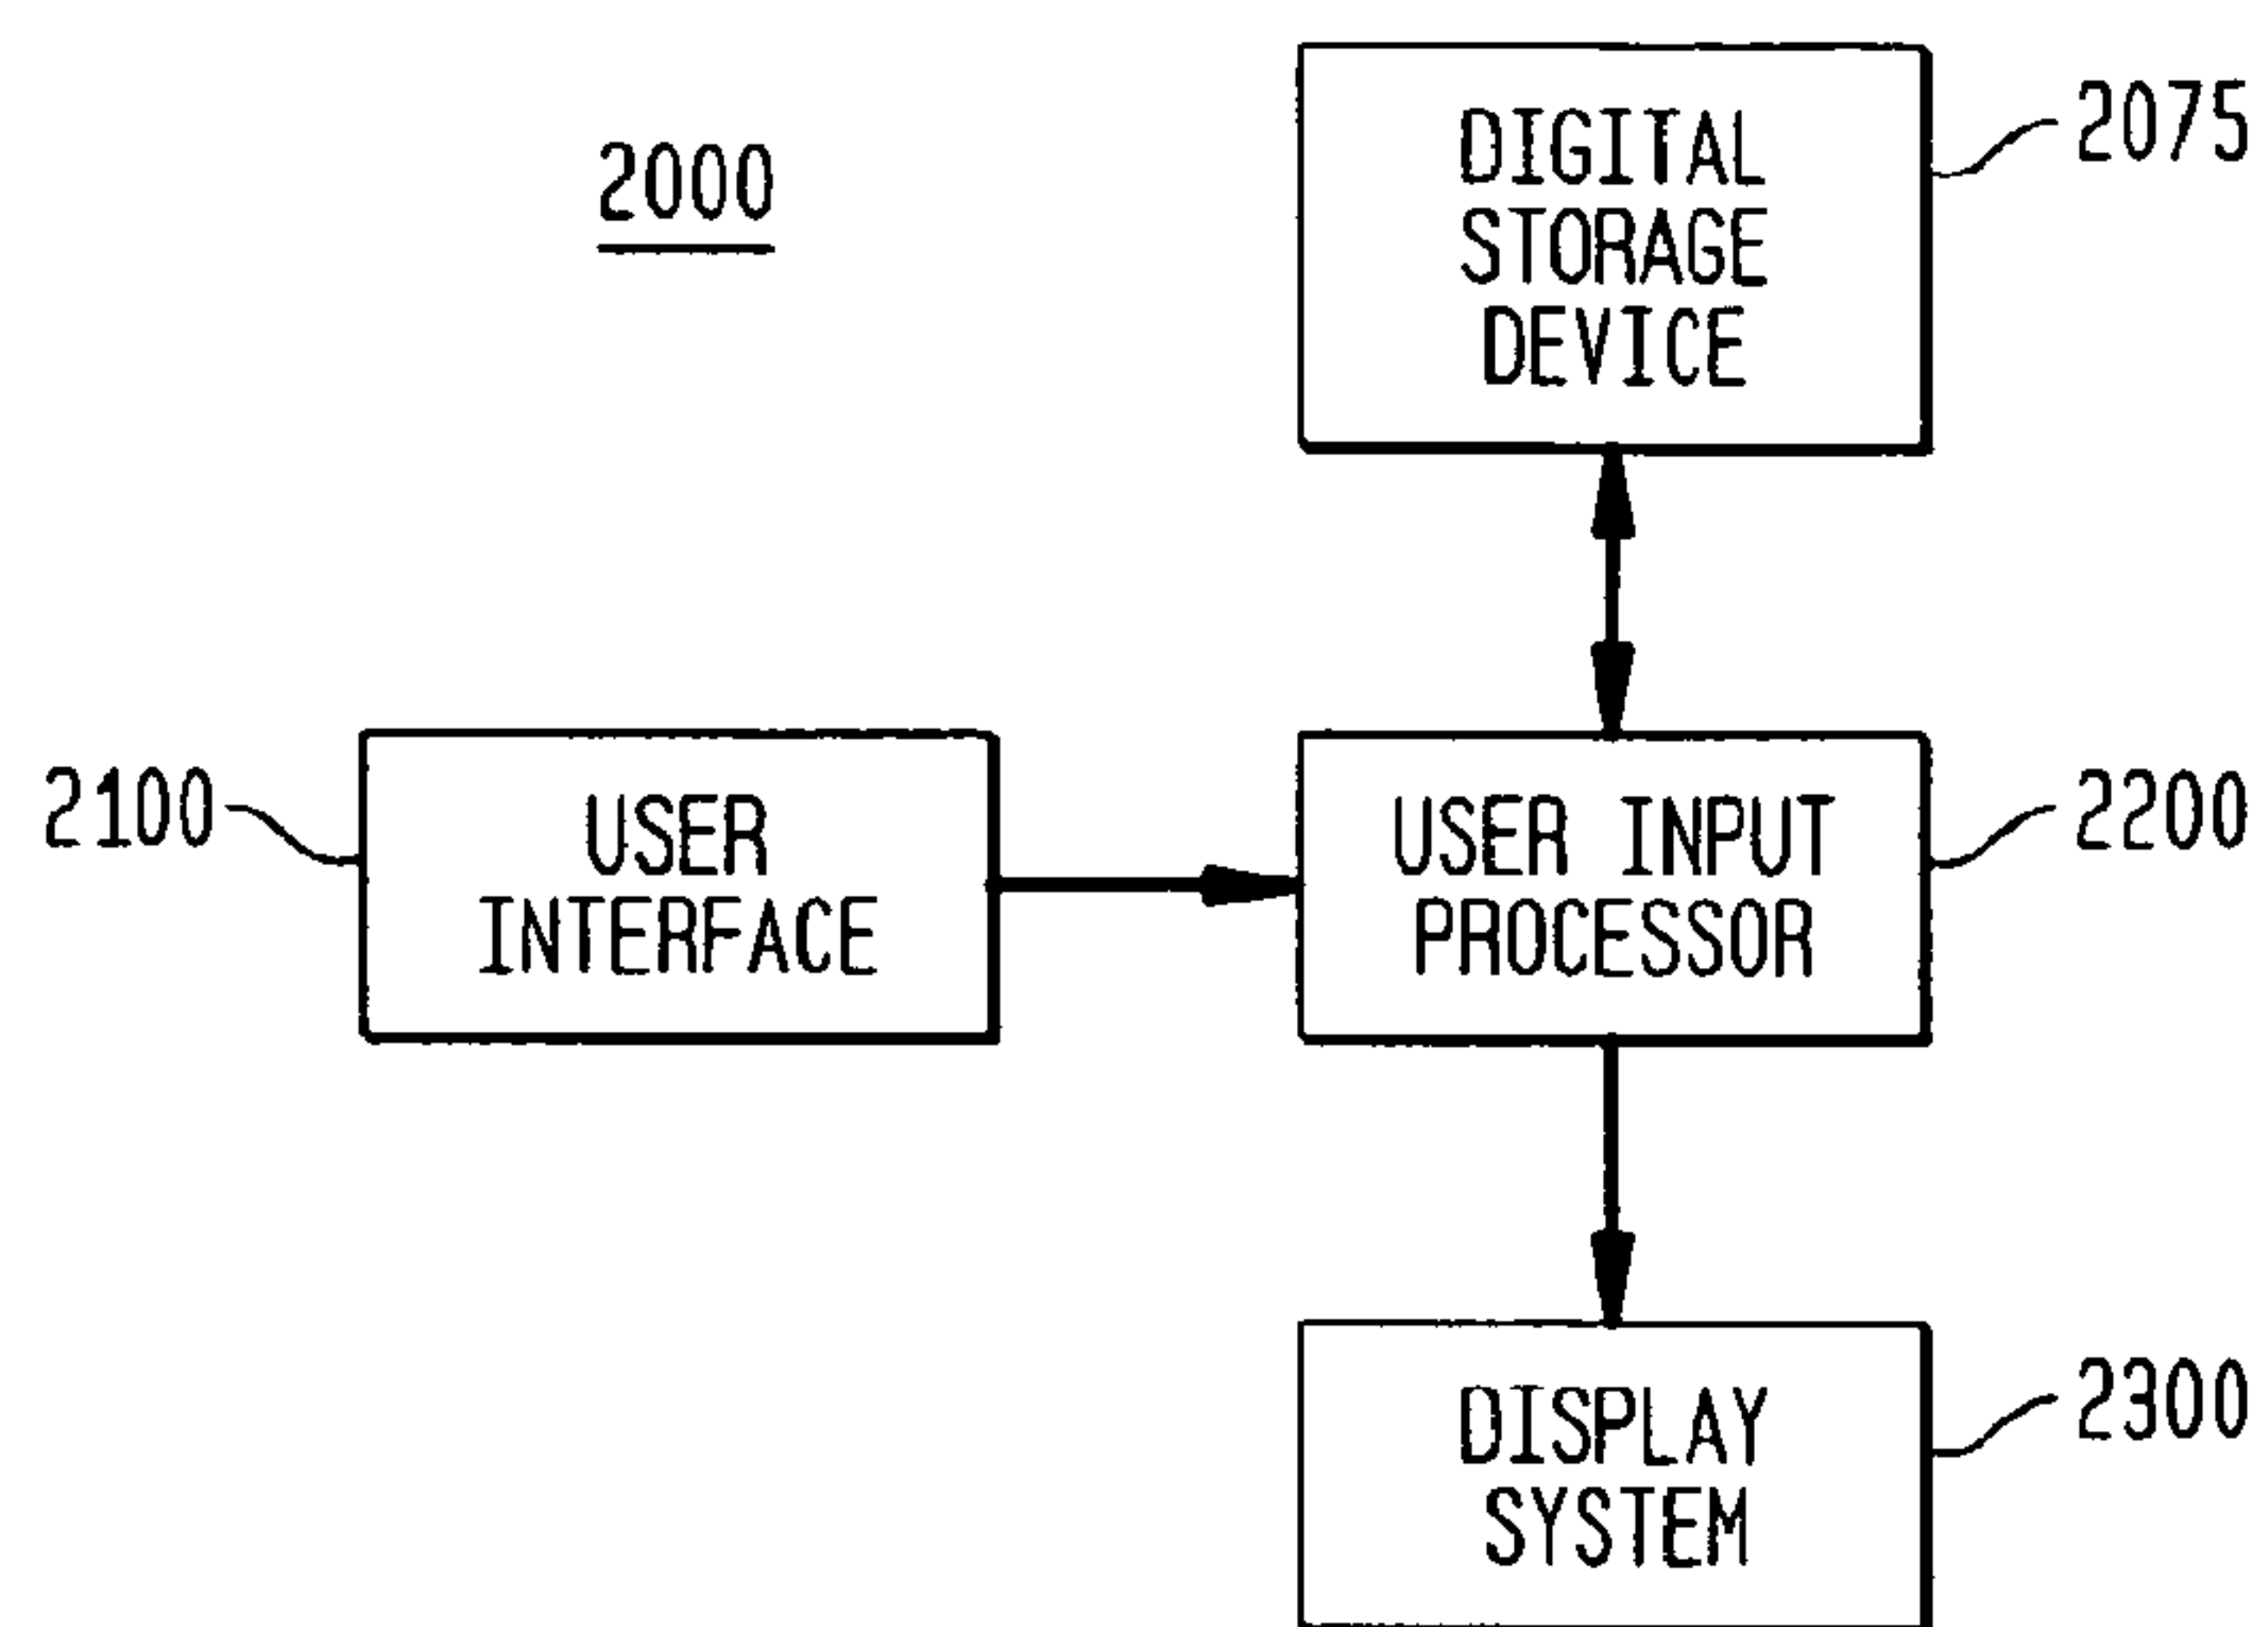 2000
DIGITAL
STORAGE
DEVICE
2075
2100
USER
INTERFACE
USER INPUT
PROCESSOR
2200
DISPLAY
SYSTEM
2300